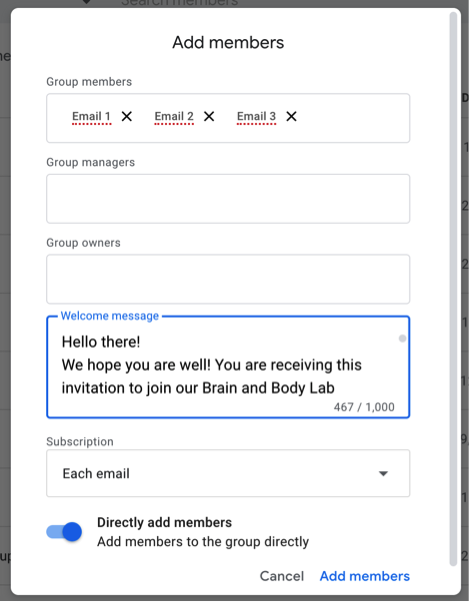 Search members
Add members
Group members
Email 1 Email 2 Email 3
Group managers
Group owners
Welcome message
Hello there!
We hope you are well! You are receiving this
invitation to join our Brain and Body Lab
467 / 1,000
Subscription
Each email
Directly add members
Add members to the group directly
Cancel Add members